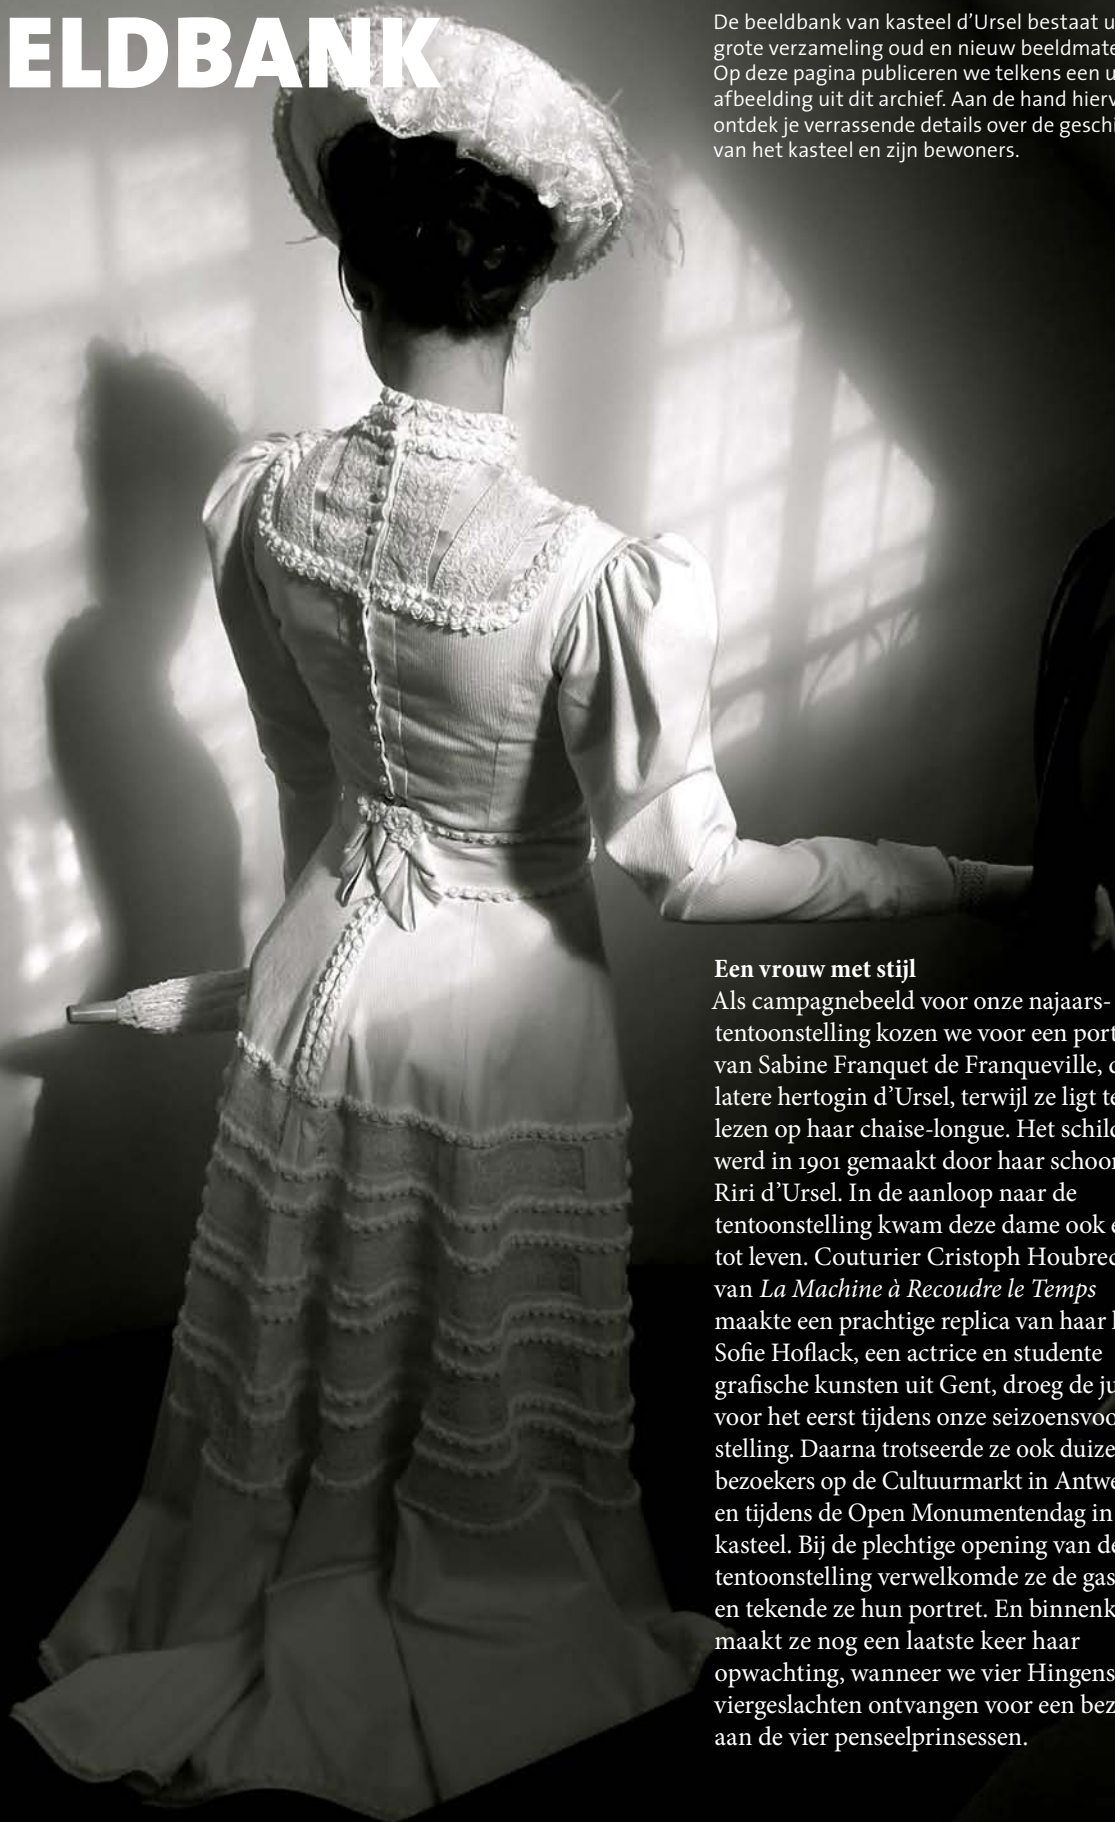 ELDBANK
De beeldbank van kasteel d’Ursel bestaat u
grote verzameling oud en nieuw beeldmate
Op deze pagina publiceren we telkens een u
afbeelding uit dit archief. Aan de hand hierv
ontdek je verrassende details over de geschi
van het kasteel en zijn bewoners.
Een vrouw met stijl
Als campagnebeeld voor onze najaars-
tentoonstelling kozen we voor een port
van Sabine Franquet de Franqueville, d
latere hertogin d’Ursel, terwijl ze ligt te
lezen op haar chaise-longue. Het schild
werd in 1901 gemaakt door haar schoon
Riri d’Ursel. In de aanloop naar de
tentoonstelling kwam deze dame ook e
tot leven. Couturier Cristoph Houbrec
van La Machine à Recoudre le Temps
maakte een prachtige replica van haar
Sofie Hoflack, een actrice en studente
grafische kunsten uit Gent, droeg de ju
voor het eerst tijdens onze seizoensvoo
stelling. Daarna trotseerde ze ook duize
bezoekers op de Cultuurmarkt in Antwe
en tijdens de Open Monumentendag in
kasteel. Bij de plechtige opening van de
tentoonstelling verwelkomde ze de gas
en tekende ze hun portret. En binnenk
maakt ze nog een laatste keer haar
opwachting, wanneer we vier Hingens
viergeslachten ontvangen voor een bez
aan de vier penseelprinsessen.